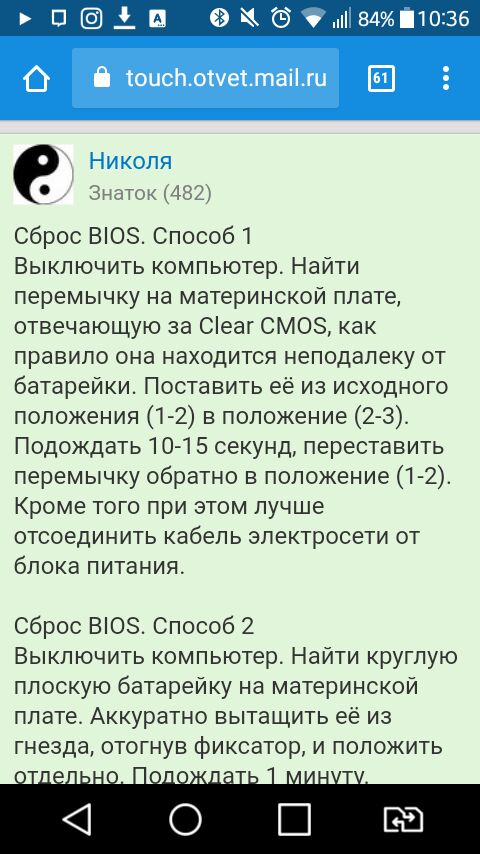 84% 10:36
touch.otvet.mail.ru
61
Николя
Знаток (482)
Сброс BIOS. Способ 1
Выключить компьютер. Найти
перемычку на материнской плате,
отвечающую за Clear CMOS, как
правило она находится неподалеку от
батарейки. Поставить её из исходного
положения (1-2) в положение (2-3).
Подождать 10-15 секунд, переставить
перемычку обратно в положение (1-2).
Кроме того при этом лучше
отсоединить кабель электросети от
блока питания.
Сброс BIOS. Способ 2
Выключить компьютер. Найти круглую
плоскую батарейку на материнской
плате. Аккуратно вытащить её из
гнезда, отогнув фиксатор, и положить
отдельно. Подождать 1 минуту.